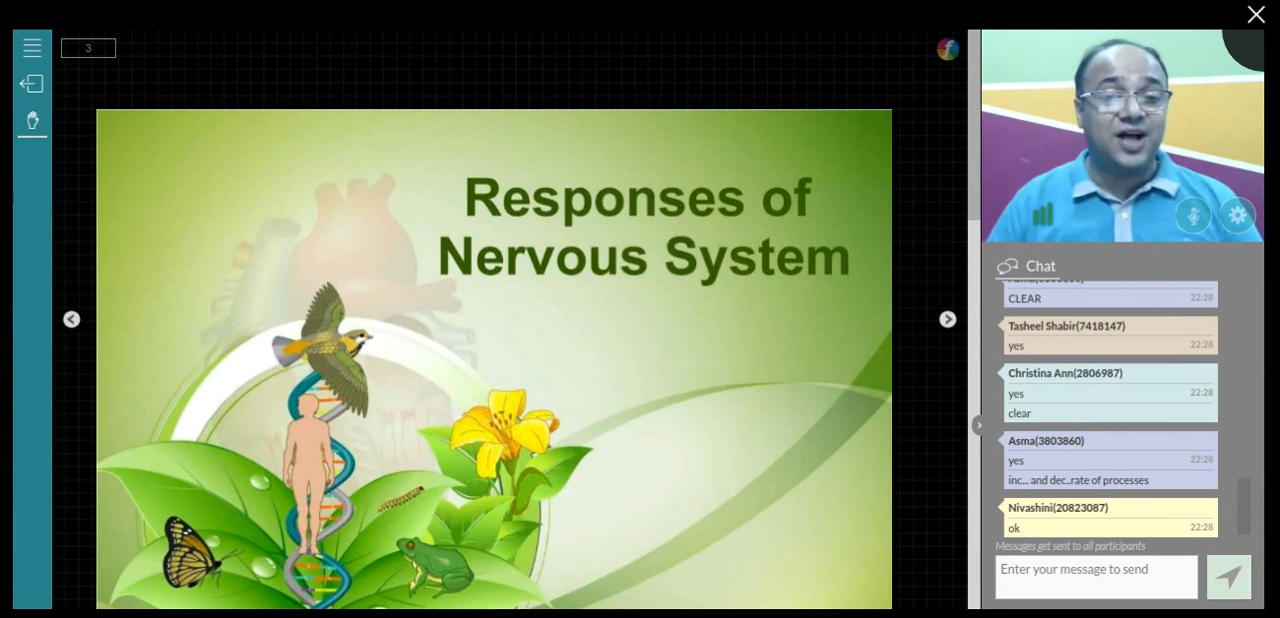 3
f
Responses of
Nervous System
Chat
CLEAR 22:28
Tasheel Shabir(7418147)
yes 22:28
Christina Ann(2806987)
yes 22:28
clear
Asma(3803860)
yes 22:28
inc... and dec..rate of processes
Nivashini(20823087)
ok 22:28
Messages get sent to all participants
Enter your message to send